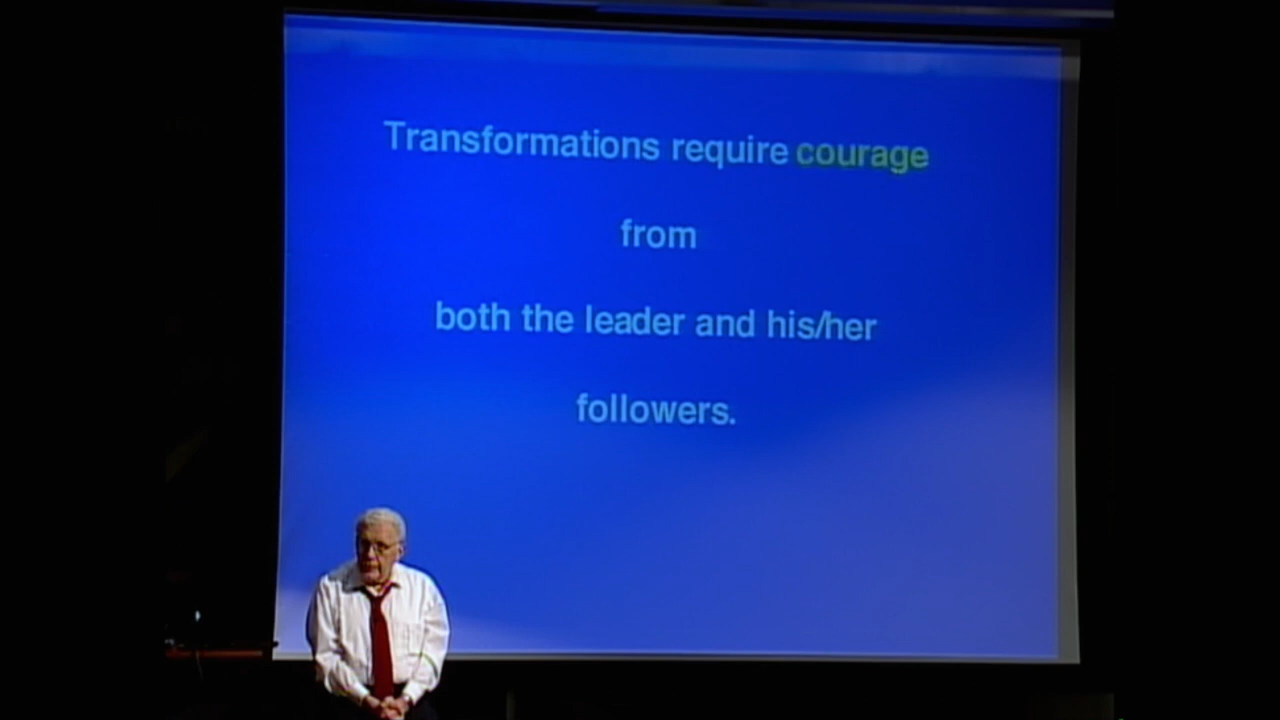 Transformations require courage
from
both the leader and his/her
followers.